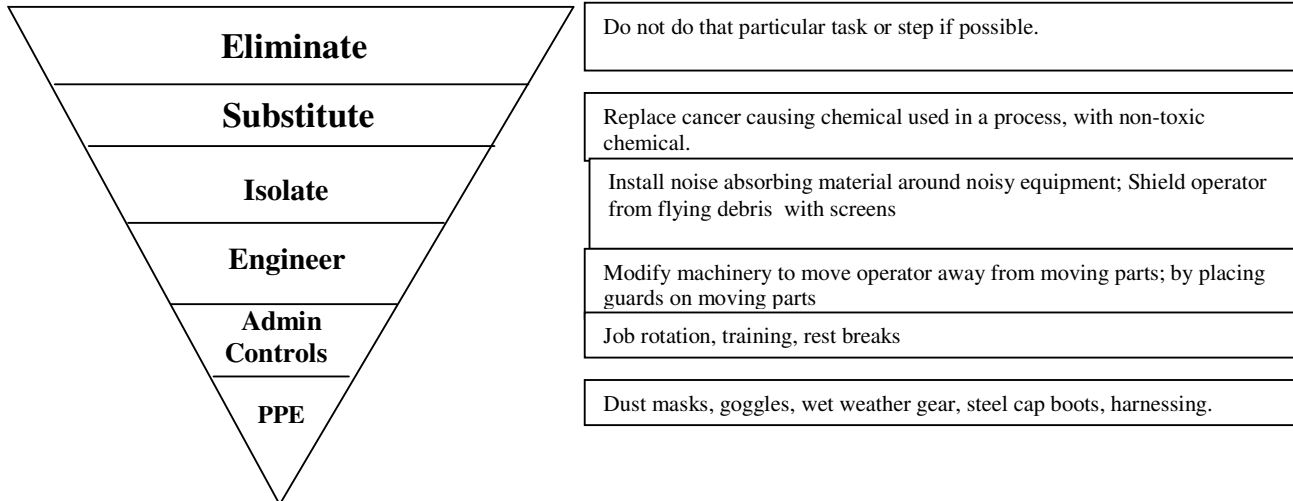 Eliminate
Do not do that particular task or step if possible.
Substitute
Replace cancer causing chemical used in a process, with non-toxic
chemical.
Isolate
Install noise absorbing material around noisy equipment; Shield operator
from flying debris with screens
Engineer
Modify machinery to move operator away from moving parts; by placing
guards on moving parts
Admin
Controls
Job rotation, training, rest breaks
PPE
Dust masks, goggles, wet weather gear, steel cap boots, harnessing.